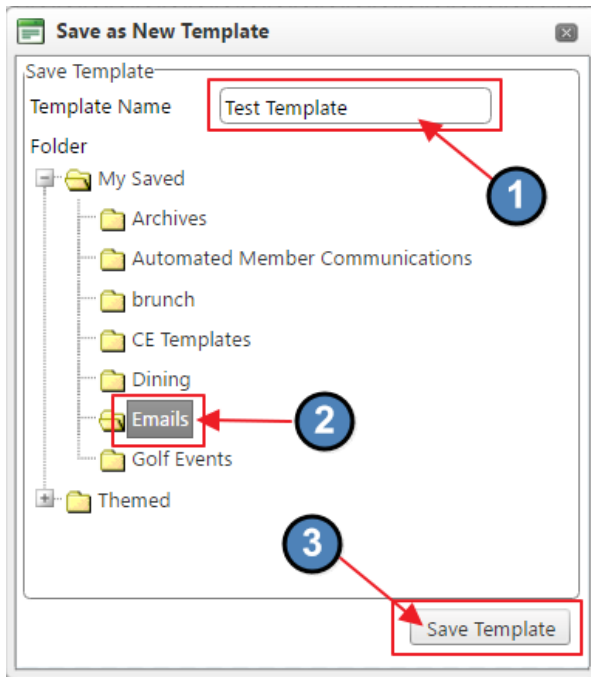 Save as New Template
Save Template
Template Name Test Template
1
Folder
My Saved
Archives
Automated Member Communications
brunch
CE Templates
Dining
Emails
2
Golf Events
Themed
3
Save Template